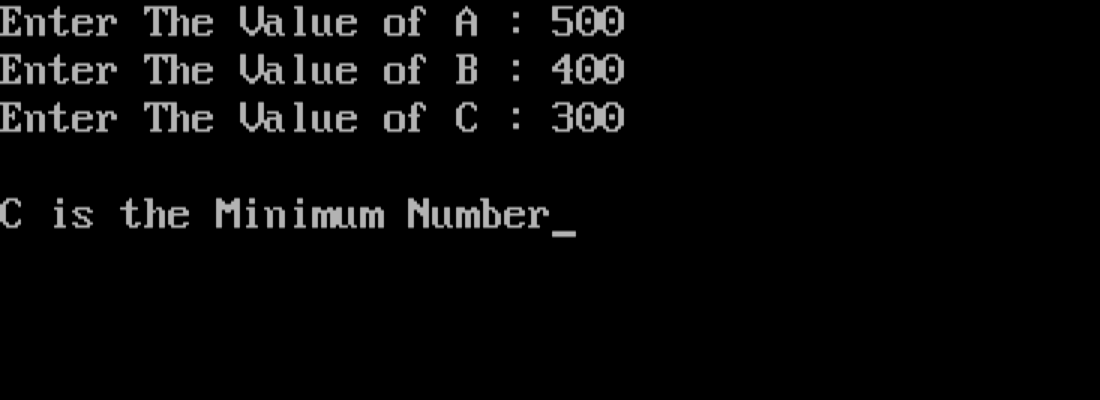 Enter The Value of A : 500
Enter The Value of B : 400
Enter The Value of C : 300
C is the Minimum Number_